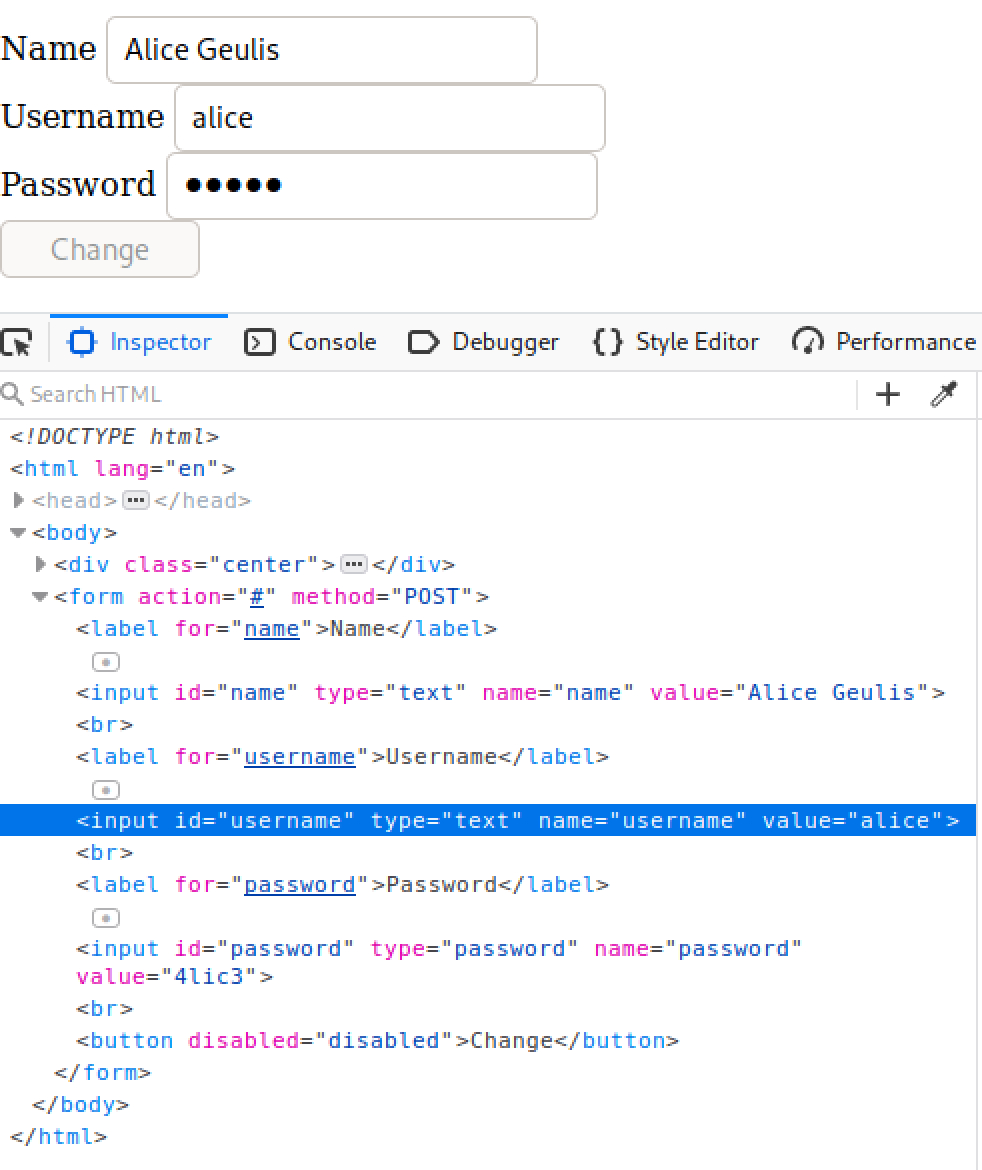 Name Alice Geulis
Username alice
Password •••••
Change
Inspector Console Debugger Style Editor Performance
Search HTML
<!DOCTYPE html>
<html lang="en">
<head> ••• </head>
<body>
<div class="center"> ••• </div>
<form action="#" method="POST">
<label for="name">Name</label>
<input id="name" type="text" name="name" value="Alice Geulis">
<br>
<label for="username">Username</label>
<input id="username" type="text" name="username" value="alice">
<br>
<label for="password">Password</label>
<input id="password" type="password" name="password"
value="4lic3">
<br>
<button disabled="disabled">Change</button>
</form>
</body>
</html>